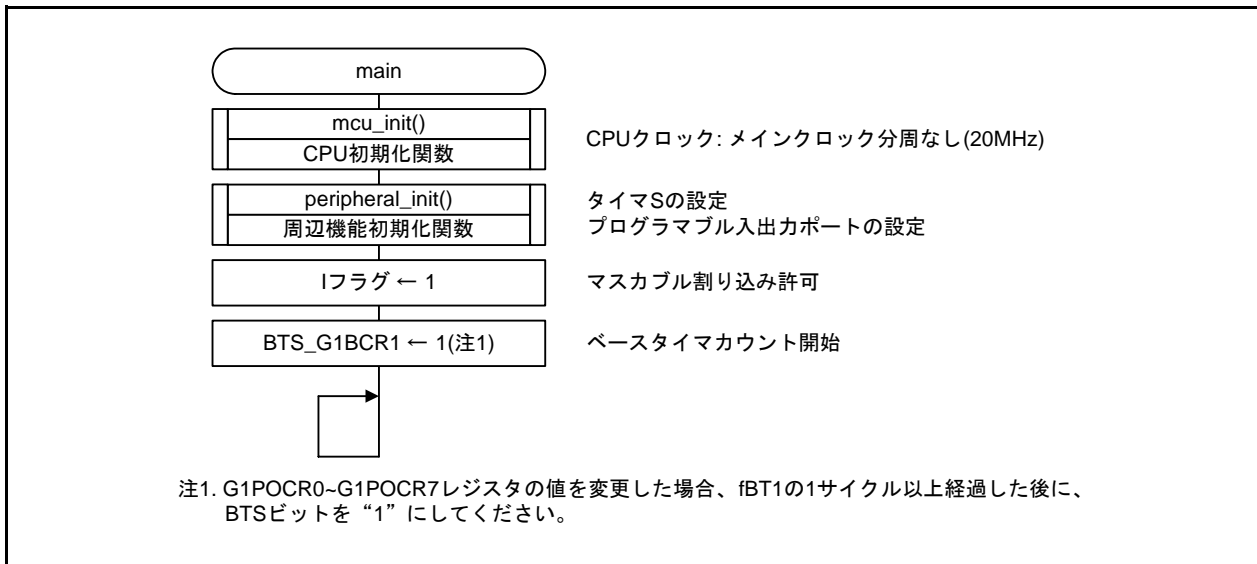 main
mcu_init()
CPU初期化関数
CPUクロック: メインクロック分周なし(20MHz)
peripheral_init()
周辺機能初期化関数
タイマSの設定
プログラマブル入出力ポートの設定
Iフラグ ← 1
マスカブル割り込み許可
BTS_G1BCR1 ← 1(注1)
ベースタイマカウント開始
注1. G1POCR0~G1POCR7レジスタの値を変更した場合、fBT1の1サイクル以上経過した後に、
BTSビットを“1”にしてください。